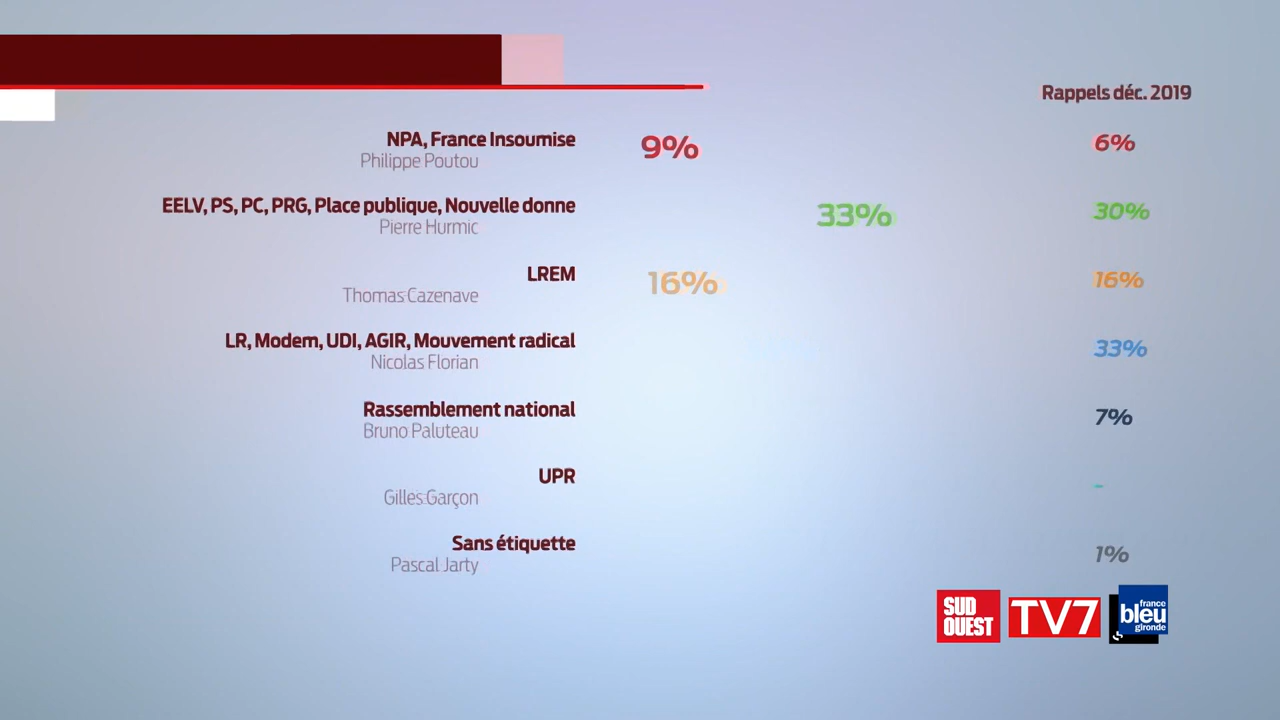 Rappels déc. 2019
NPA, France Insoumise
Philippe Poutou
9%
6%
EELV, PS, PC, PRG, Place publique, Nouvelle donne
Pierre Hurmic
33%
30%
LREM
Thomas Cazenave
16%
16%
LR, Modem, UDI, AGIR, Mouvement radical
Nicolas Florian
33%
Rassemblement national
Bruno Paluteau
7%
UPR
Gilles Garçon
-
Sans étiquette
Pascal Jarty
1%
SUD
OUEST
TV7
france
bleu
gironde